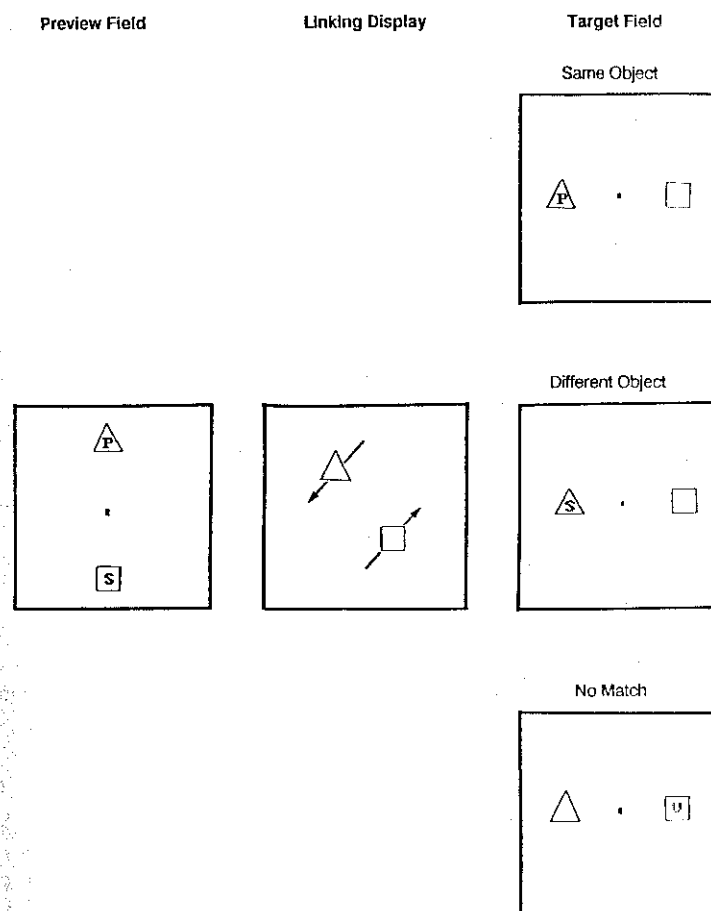 Preview Field
Linking Display
Target Field
Same Object
P
Different Object
P
S
S
No Match
U